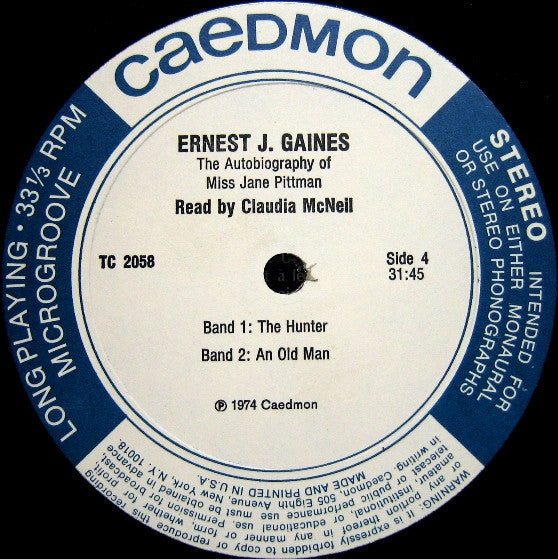 CAEDMON
LONG PLAYING • 33 1/3 RPM
MICROGROOVE
STEREO INTENDED FOR
USE ON EITHER MONAURAL
OR STEREO PHONOGRAPHS
ERNEST J. GAINES
The Autobiography of
Miss Jane Pittman
Read by Claudia McNeil
TC 2058
Side 4
31:45
Band 1: The Hunter
Band 2: An Old Man
℗ 1974 Caedmon
WARNING: It is expressly forbidden to copy or reproduce this recording
or any portion thereof in any manner or form, whether for profit,
amateur, institutional, or educational use. Permission for broadcast,
telecast or public performance must be obtained in advance
in writing from Caedmon, 505 Eighth Avenue, New York, N.Y. 10018.
MADE AND PRINTED IN U.S.A.